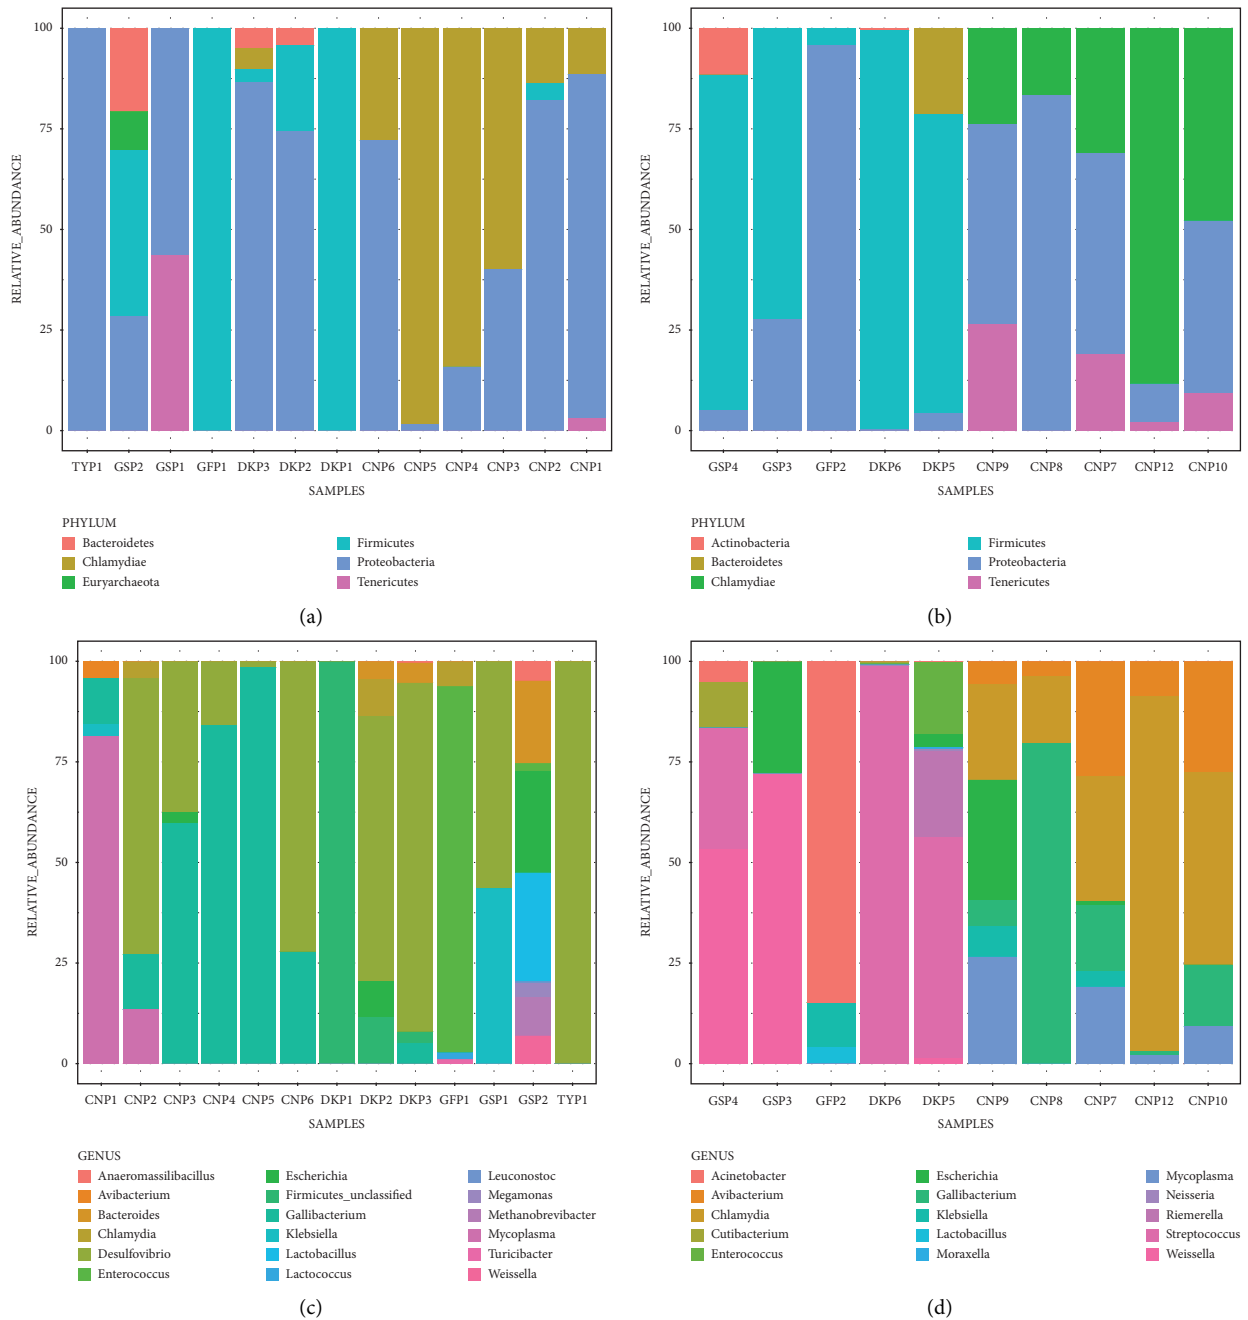 100
75
50
25
0
RELATIVE_ABUNDANCE
TYP1 GSP2 GSP1 GFP1 DKP3 DKP2 DKP1 CNP6 CNP5 CNP4 CNP3 CNP2 CNP1
SAMPLES
PHYLUM
Bacteroidetes Firmicutes
Chlamydiae Proteobacteria
Euryarchaeota Tenericutes
(a)
100
75
50
25
0
RELATIVE_ABUNDANCE
GSP4 GSP3 GFP2 DKP6 DKP5 CNP9 CNP8 CNP7 CNP12 CNP10
SAMPLES
PHYLUM
Actinobacteria Firmicutes
Bacteroidetes Proteobacteria
Chlamydiae Tenericutes
(b)
100
75
50
25
0
RELATIVE_ABUNDANCE
CNP1 CNP2 CNP3 CNP4 CNP5 CNP6 DKP1 DKP2 DKP3 GFP1 GSP1 GSP2 TYP1
SAMPLES
GENUS
Anaeromassilibacillus Escherichia Leuconostoc
Avibacterium Firmicutes_unclassified Megamonas
Bacteroides Gallibacterium Methanobrevibacter
Chlamydia Klebsiella Mycoplasma
Desulfovibrio Lactobacillus Turicibacter
Enterococcus Lactococcus Weissella
(c)
100
75
50
25
0
RELATIVE_ABUNDANCE
GSP4 GSP3 GFP2 DKP6 DKP5 CNP9 CNP8 CNP7 CNP12 CNP10
SAMPLES
GENUS
Acinetobacter Escherichia Mycoplasma
Avibacterium Gallibacterium Neisseria
Chlamydia Klebsiella Riemerella
Cutibacterium Lactobacillus Streptococcus
Enterococcus Moraxella Weissella
(d)